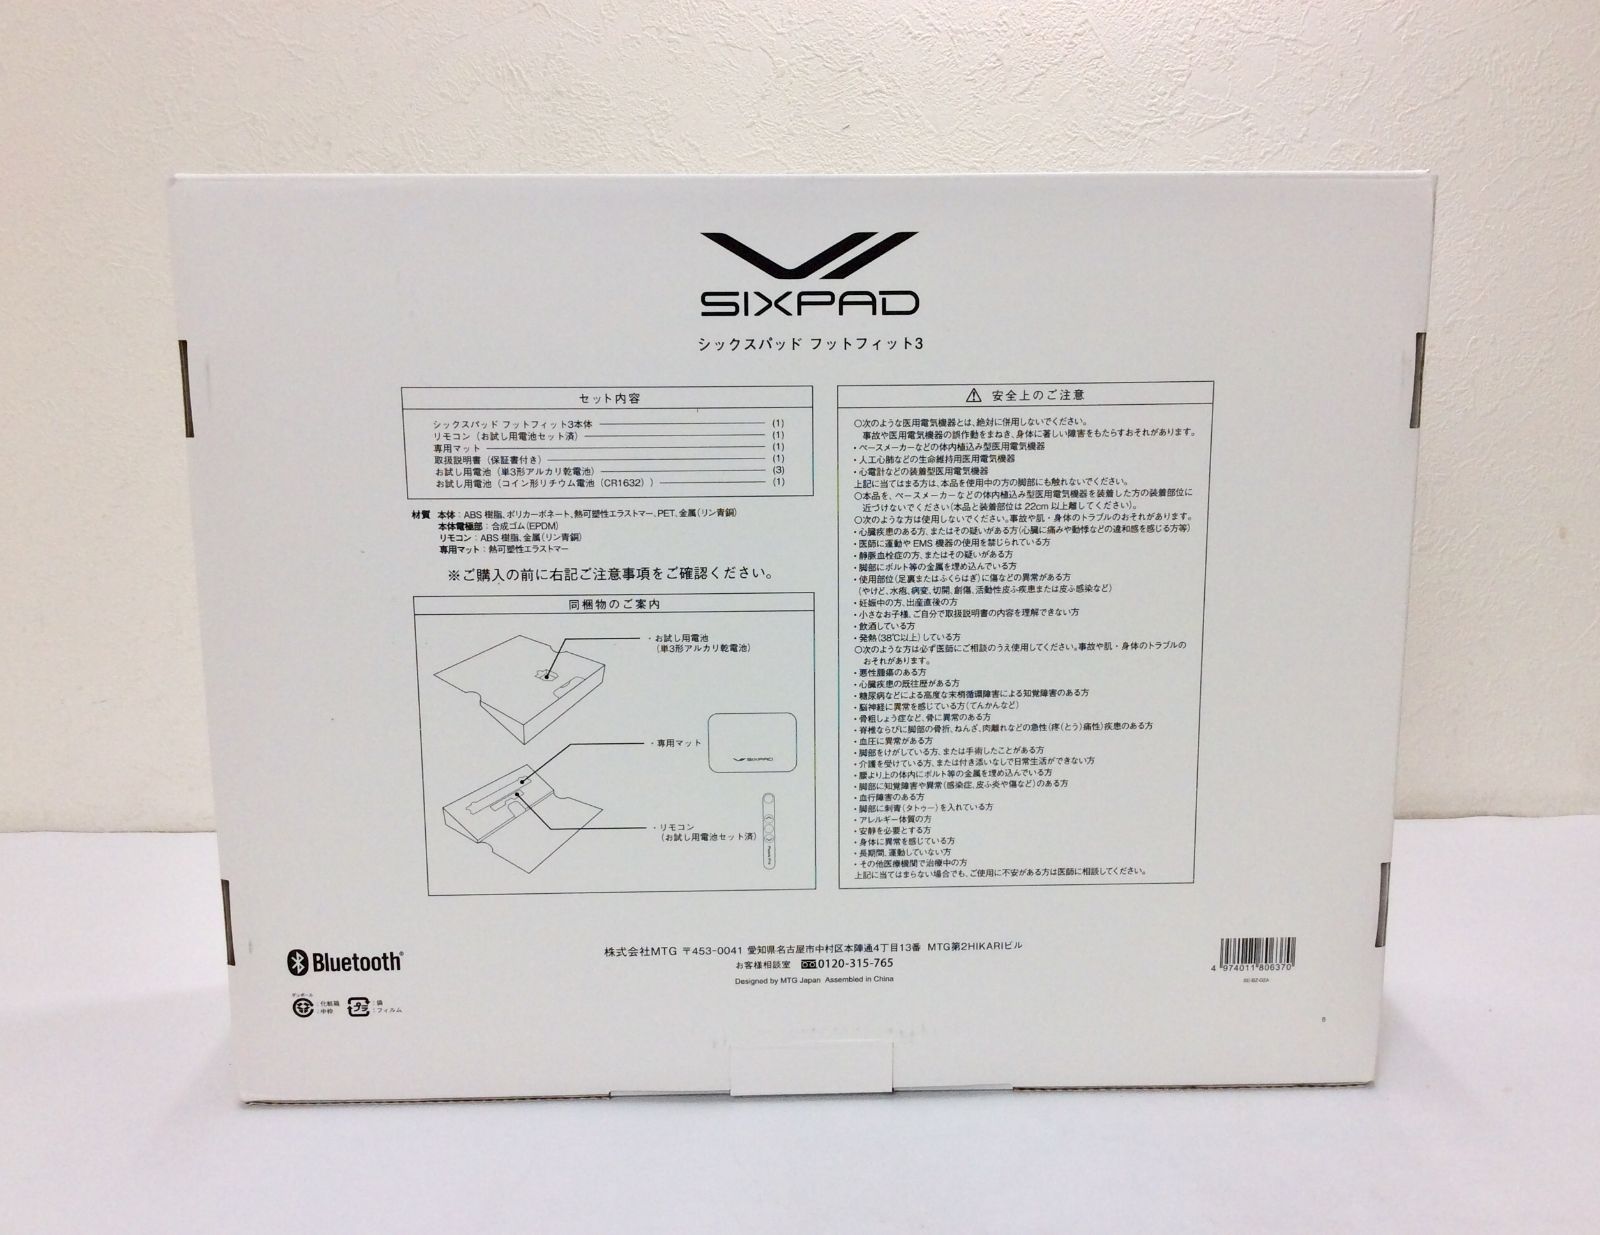 SIXPAD
シックスパッド フットフィット3
セット内容
シックスパッド フットフィット3本体 (1)
リモコン（お試し用電池セット済） (1)
専用マット (1)
取扱説明書（保証書付き） (1)
お試し用電池（単3形アルカリ乾電池） (3)
お試し用電池（コイン形リチウム電池（CR1632）） (1)
材質 本体：ABS 樹脂、ポリカーボネート、熱可塑性エラストマー、PET、金属（リン青銅）
本体電極部：合成ゴム（EPDM）
リモコン：ABS 樹脂、金属（リン青銅）
専用マット：熱可塑性エラストマー
※ご購入の前に右記ご注意事項をご確認ください。
同梱物のご案内
・お試し用電池
（単3形アルカリ乾電池）
・専用マット
SIXPAD
・リモコン
（お試し用電池セット済）
安全上のご注意
○次のような医用電気機器とは、絶対に併用しないでください。
事故や医用電気機器の誤作動をまねき、身体に著しい障害をもたらすおそれがあります。
・ペースメーカーなどの体内植込み型医用電気機器
・人工心肺などの生命維持用医用電気機器
・心電計などの装着型医用電気機器
上記に当てはまる方は、本品を使用中の方の脚部にも触れないでください。
○本品を、ペースメーカーなどの体内植込み型医用電気機器を装着した方の装着部位に
近づけないでください（本品と装着部位は 22cm 以上離してください）。
○次のような方は使用しないでください。事故や肌・身体のトラブルのおそれがあります。
・心臓疾患のある方、またはその疑いがある方（心臓に痛みや動悸などの違和感を感じる方等）
・医師に運動や EMS 機器の使用を禁じられている方
・静脈血栓症の方、またはその疑いがある方
・脚部にボルト等の金属を埋め込んでいる方
・使用部位（足裏またはふくらはぎ）に傷などの異常がある方
（やけど、水疱、病変、切開、創傷、活動性皮ふ疾患または皮ふ感染など）
・妊娠中の方、出産直後の方
・小さなお子様、ご自分で取扱説明書の内容を理解できない方
・飲酒している方
・発熱（38℃以上）している方
○次のような方は必ず医師にご相談のうえ使用してください。事故や肌・身体のトラブルの
おそれがあります。
・悪性腫瘍のある方
・心臓疾患の既往歴がある方
・糖尿病などによる高度な末梢循環障害による知覚障害のある方
・脳神経に異常を感じている方（てんかんなど）
・骨粗しょう症など、骨に異常のある方
・脊椎ならびに脚部の骨折、ねんざ、肉離れなどの急性（疼（とう）痛性）疾患のある方
・血圧に異常がある方
・脚部をけがしている方、または手術したことがある方
・介護を受けている方、または付き添いなしで日常生活ができない方
・腰より上の体内にボルト等の金属を埋め込んでいる方
・脚部に知覚障害や異常（感染症、皮ふ炎や傷など）のある方
・血行障害のある方
・脚部に刺青（タトゥー）を入れている方
・アレルギー体質の方
・安静を必要とする方
・身体に異常を感じている方
・長期間、運動していない方
・その他医療機関で治療中の方
上記に当てはまらない場合でも、ご使用に不安がある方は医師に相談してください。
Bluetooth®
ダンボール
：化粧箱
：中枠
プラ
：袋
：フィルム
株式会社MTG 〒453-0041 愛知県名古屋市中村区本陣通4丁目13番 MTG第2HIKARIビル
お客様相談室 0120-315-765
Designed by MTG Japan Assembled in China
4 974011 806370